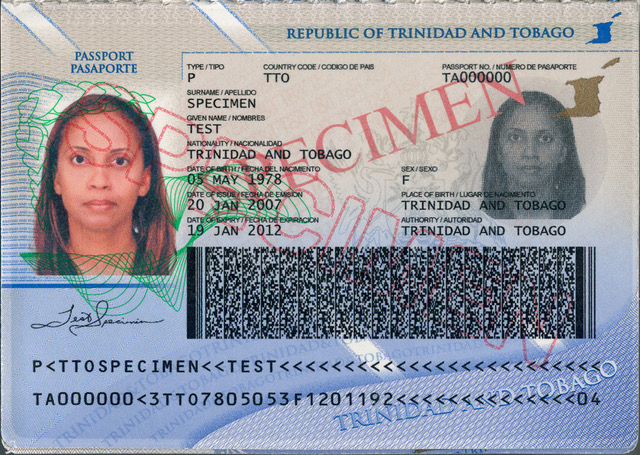 REPUBLIC OF TRINIDAD AND TOBAGO
PASSPORT
PASAPORTE
TYPE / TIPO COUNTRY CODE / CODIGO DE PAIS PASSPORT NO. / NUMERO DE PASAPORTE
P TTO TA000000
SURNAME / APELLIDO
SPECIMEN
GIVEN NAME / NOMBRES
TEST
NATIONALITY / NACIONALIDAD
TRINIDAD AND TOBAGO
DATE OF BIRTH / FECHA DEL NACIMIENTO SEX / SEXO
05 MAY 1978 F
DATE OF ISSUE / FECHA DE EMISION PLACE OF BIRTH / LUGAR DE NACIMIENTO
20 JAN 2007 TRINIDAD AND TOBAGO
DATE OF EXPIRY / FECHA DE EXPIRACION AUTHORITY / AUTORIDAD
19 JAN 2012 TRINIDAD AND TOBAGO
SPECIMEN
SPECIMEN
Test Specimen
P<TTOSPECIMEN<<TEST<<<<<<<<<<<<<<<<<<<<<<<<<
TA000000<3TTO7805053F1201192<<<<<<<<<<<<<<04
TRINIDAD AND TOBAGO